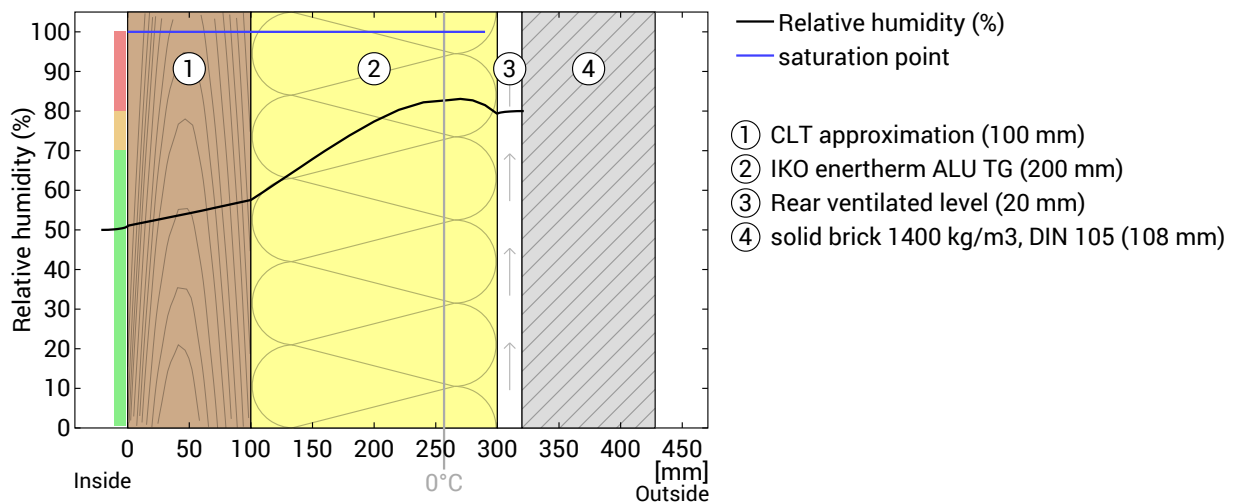 Relative humidity (%)
100
90
80
70
60
50
40
30
20
10
0
1
2
3
4
0
50
100
150
200
250
300
350
400
450
[mm]
Inside
0°C
Outside
Relative humidity (%)
saturation point
1 CLT approximation (100 mm)
2 IKO enertherm ALU TG (200 mm)
3 Rear ventilated level (20 mm)
4 solid brick 1400 kg/m3, DIN 105 (108 mm)